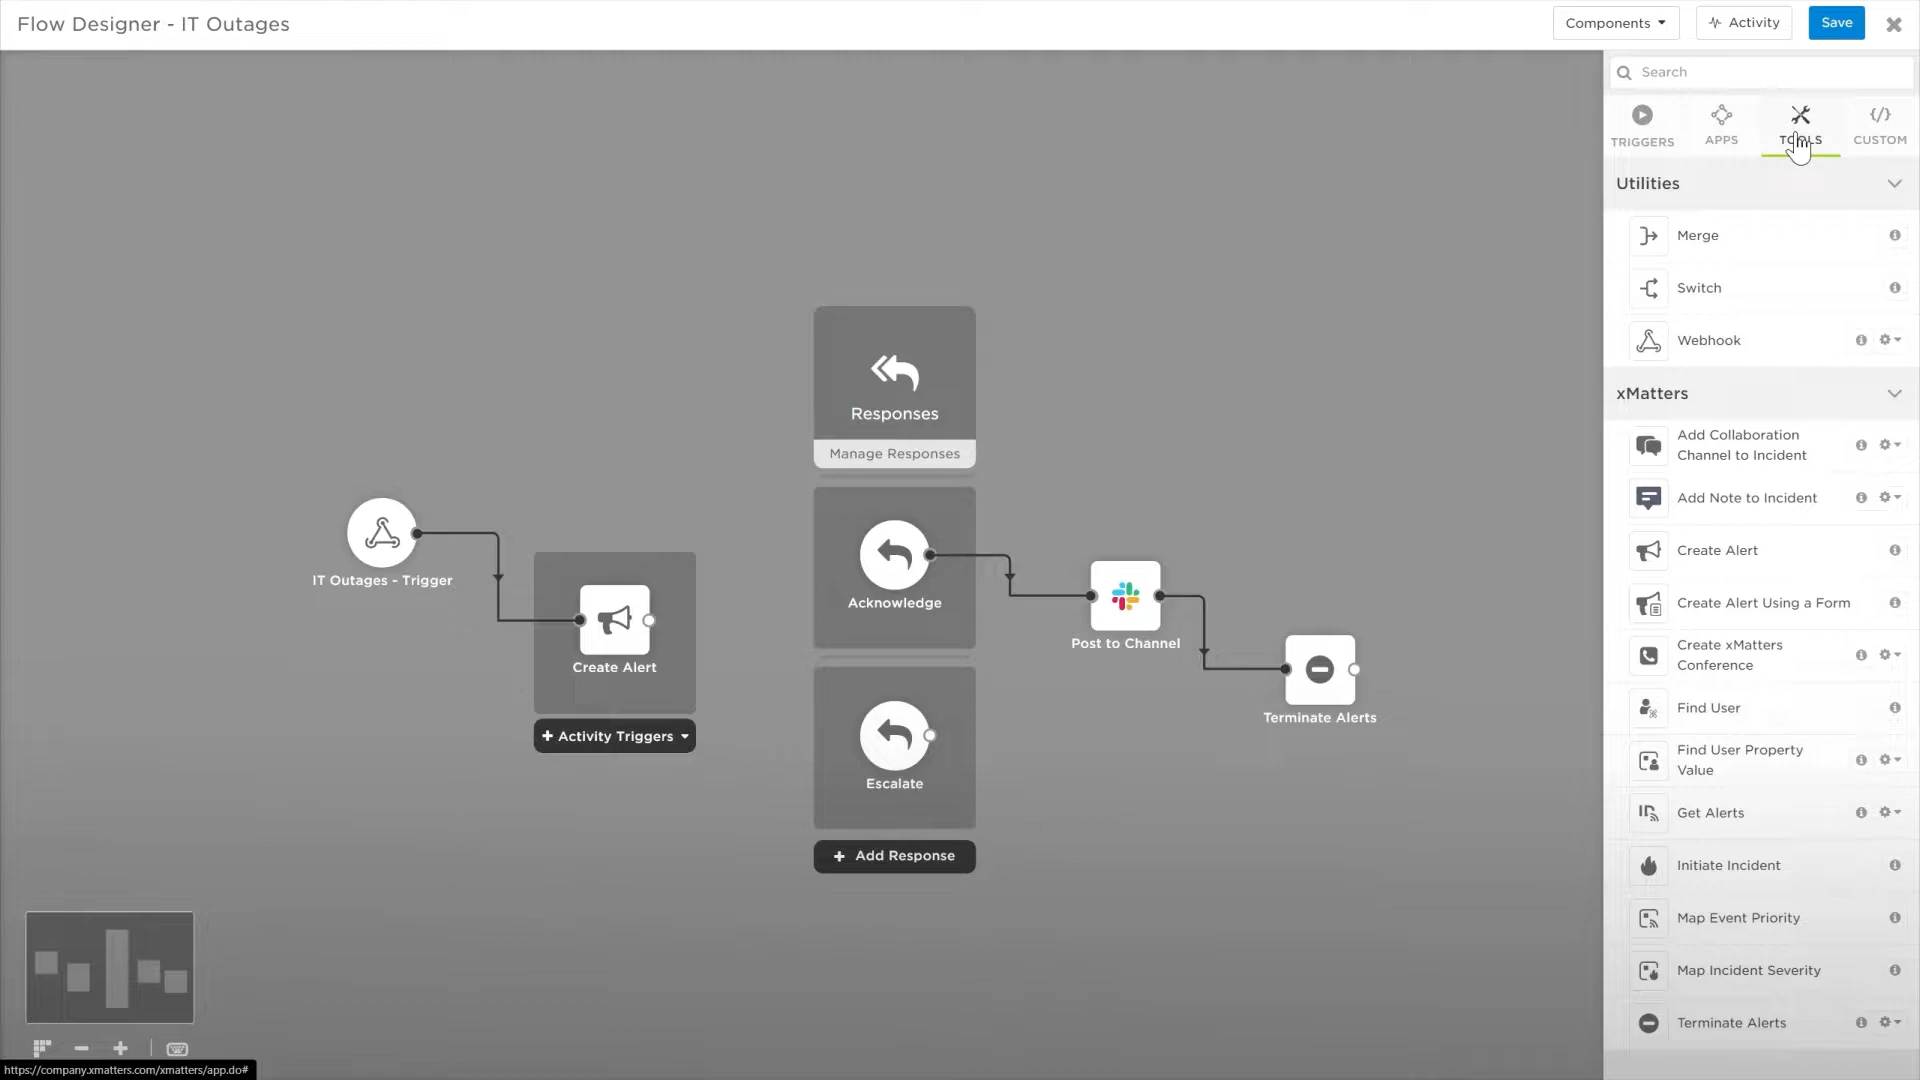 Flow Designer - IT Outages
Components
Activity
Save
Search
TRIGGERS
APPS
TOOLS
CUSTOM
Utilities
Merge
Switch
Webhook
xMatters
Add Collaboration
Channel to Incident
Add Note to Incident
Create Alert
Create Alert Using a Form
Create xMatters
Conference
Find User
Find User Property
Value
Get Alerts
Initiate Incident
Map Event Priority
Map Incident Severity
Terminate Alerts
Responses
Manage Responses
IT Outages - Trigger
Create Alert
+ Activity Triggers
Acknowledge
Post to Channel
Terminate Alerts
Escalate
+ Add Response
https://company.xmatters.com/xmatters/app.do#